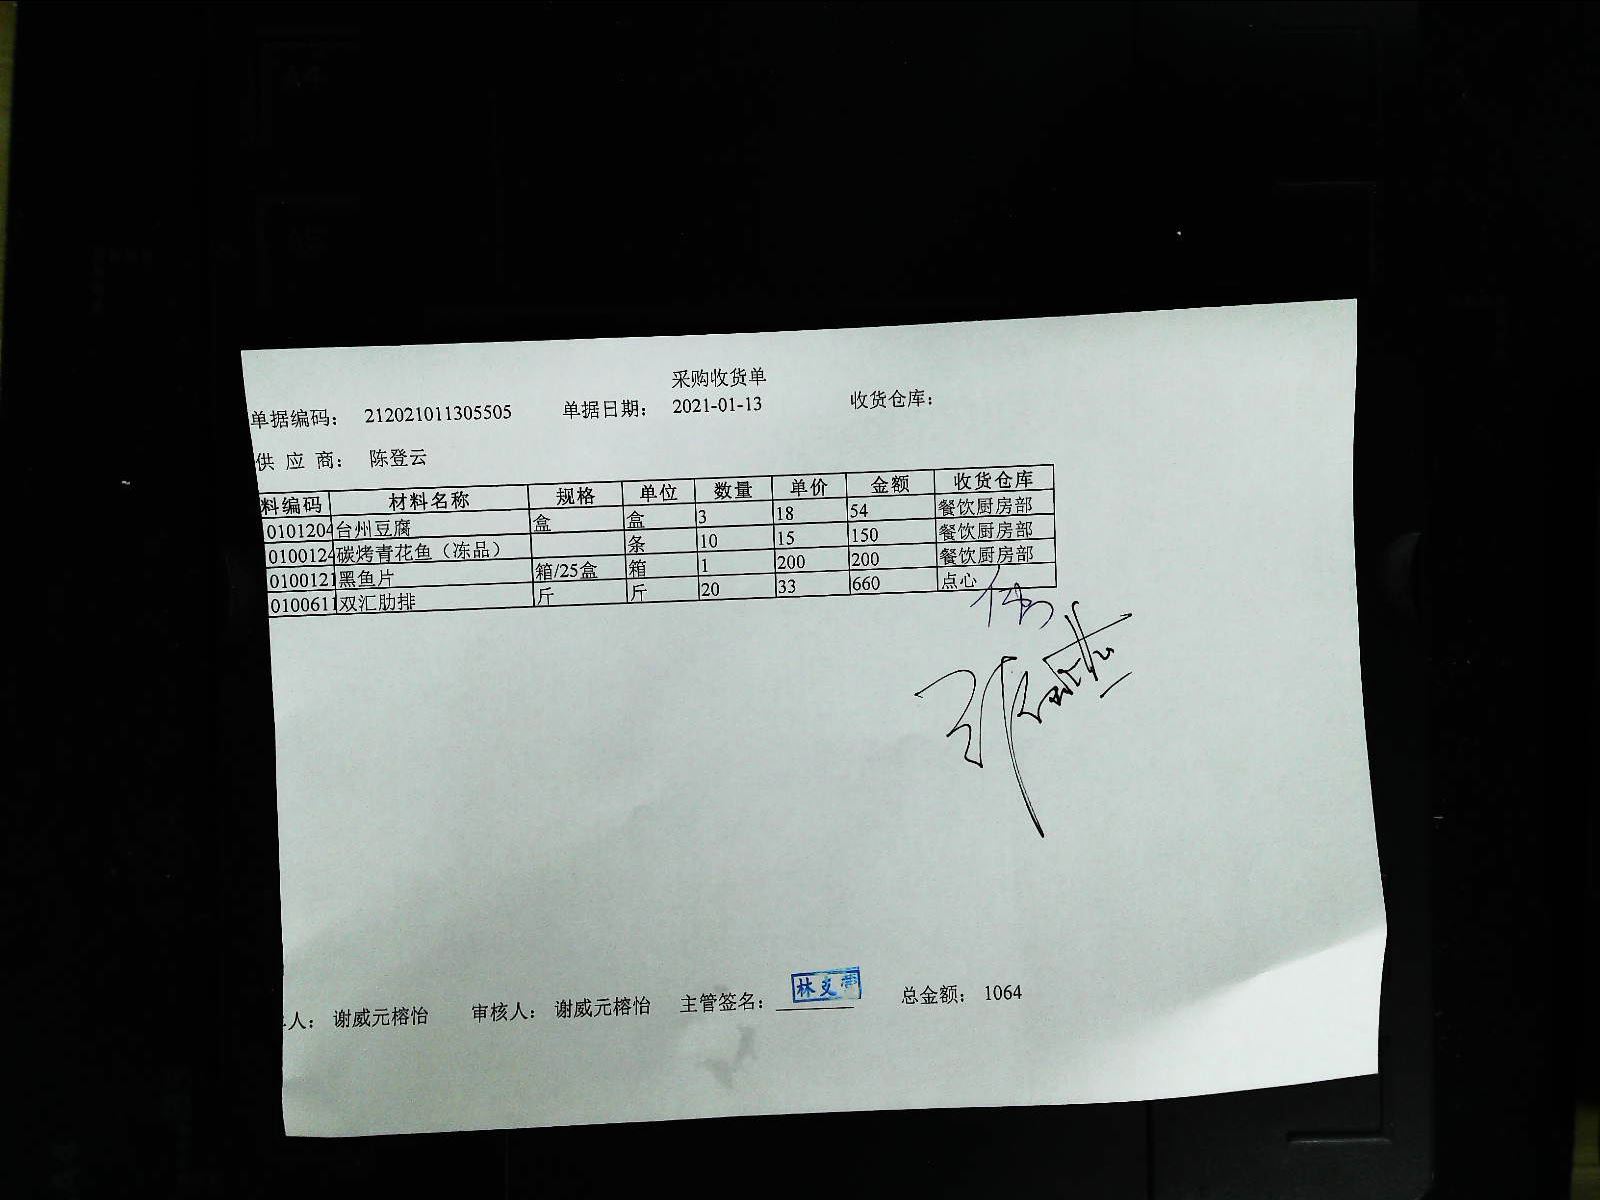 采购收货单
单据编码： 212021011305505 单据日期： 2021-01-13 收货仓库：
供 应 商： 陈登云
料编码 材料名称 规格 单位 数量 单价 金额 收货仓库
0101204 台州豆腐 盒 盒 3 18 54 餐饮厨房部
0100124 碳烤青花鱼（冻品） 条 10 15 150 餐饮厨房部
0100121 黑鱼片 箱/25盒 箱 1 200 200 餐饮厨房部
0100611 双汇肋排 斤 斤 20 33 660 点心
人： 谢威元榕怡 审核人： 谢威元榕怡 主管签名： 林 总金额： 1064